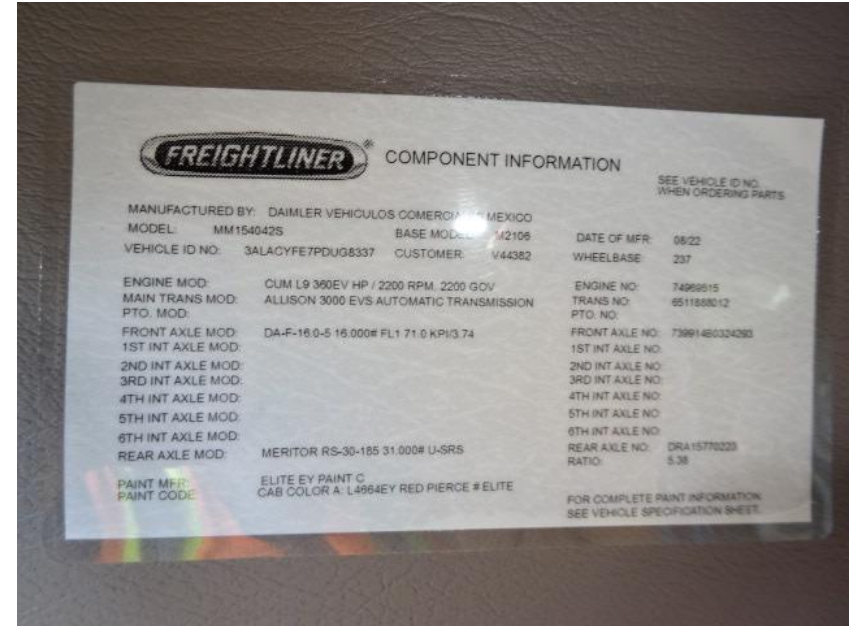 FREIGHTLINER® COMPONENT INFORMATION
SEE VEHICLE ID NO.
WHEN ORDERING PARTS
MANUFACTURED BY: DAIMLER VEHICULOS MEXICO
MODEL: MM154042S BASE MODEL: M2106 DATE OF MFR: 08/22
VEHICLE ID NO: 3ALACYFE7PDUG8337 CUSTOMER: V44382 WHEELBASE: 237
ENGINE MOD: CUM L9 360EV HP / 2200 RPM, 2200 GOV ENGINE NO: 74969515
MAIN TRANS MOD: ALLISON 3000 EVS AUTOMATIC TRANSMISSION TRANS NO: 6511888012
PTO. MOD: PTO. NO:
FRONT AXLE MOD: DA-F-16.0-5 16.000# FL1 71.0 KPI/3.74 FRONT AXLE NO: 739914B0324293
1ST INT AXLE MOD: 1ST INT AXLE NO:
2ND INT AXLE MOD: 2ND INT AXLE NO:
3RD INT AXLE MOD: 3RD INT AXLE NO:
4TH INT AXLE MOD: 4TH INT AXLE NO:
5TH INT AXLE MOD: 5TH INT AXLE NO:
6TH INT AXLE MOD: 6TH INT AXLE NO:
REAR AXLE MOD: MERITOR RS-30-185 31.000# U-SRS REAR AXLE NO: DRA15770223
RATIO: 5.38
PAINT MFR: ELITE EY PAINT C
PAINT CODE: CAB COLOR A: L4664EY RED PIERCE # ELITE
FOR COMPLETE PAINT INFORMATION
SEE VEHICLE SPECIFICATION SHEET.